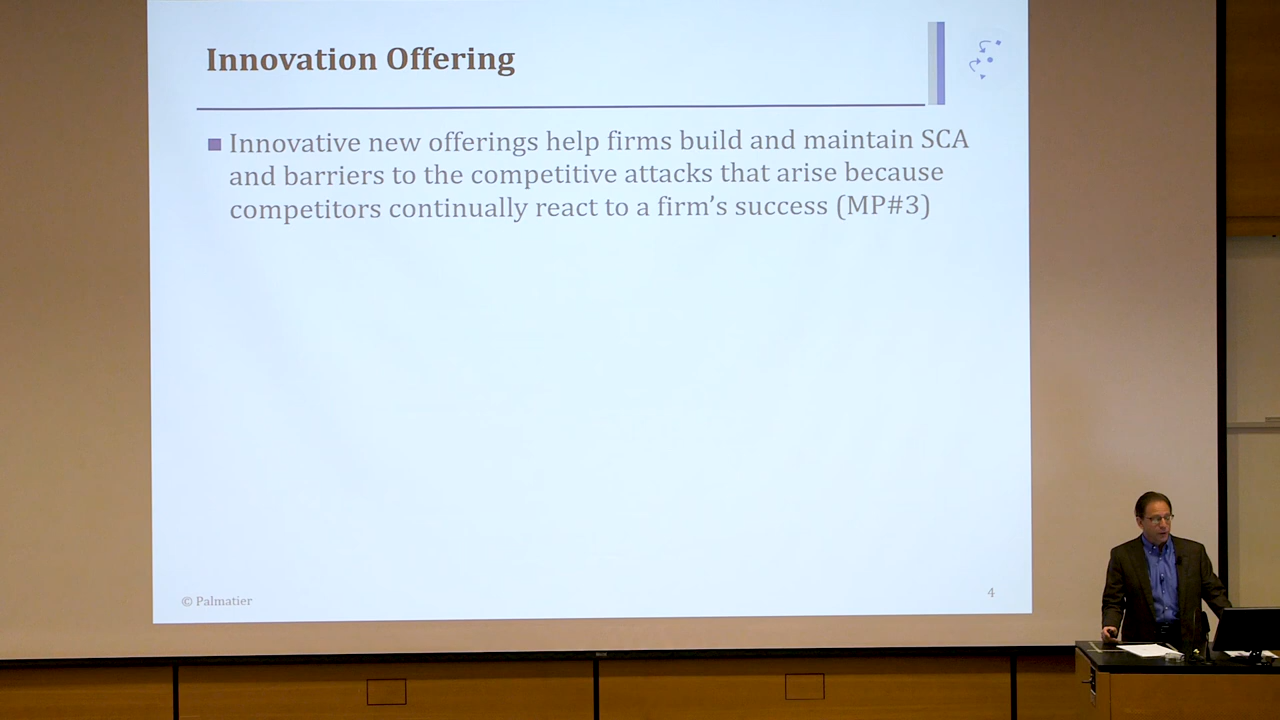 Innovation Offering
Innovative new offerings help firms build and maintain SCA
and barriers to the competitive attacks that arise because
competitors continually react to a firm's success (MP#3)
© Palmatier
4